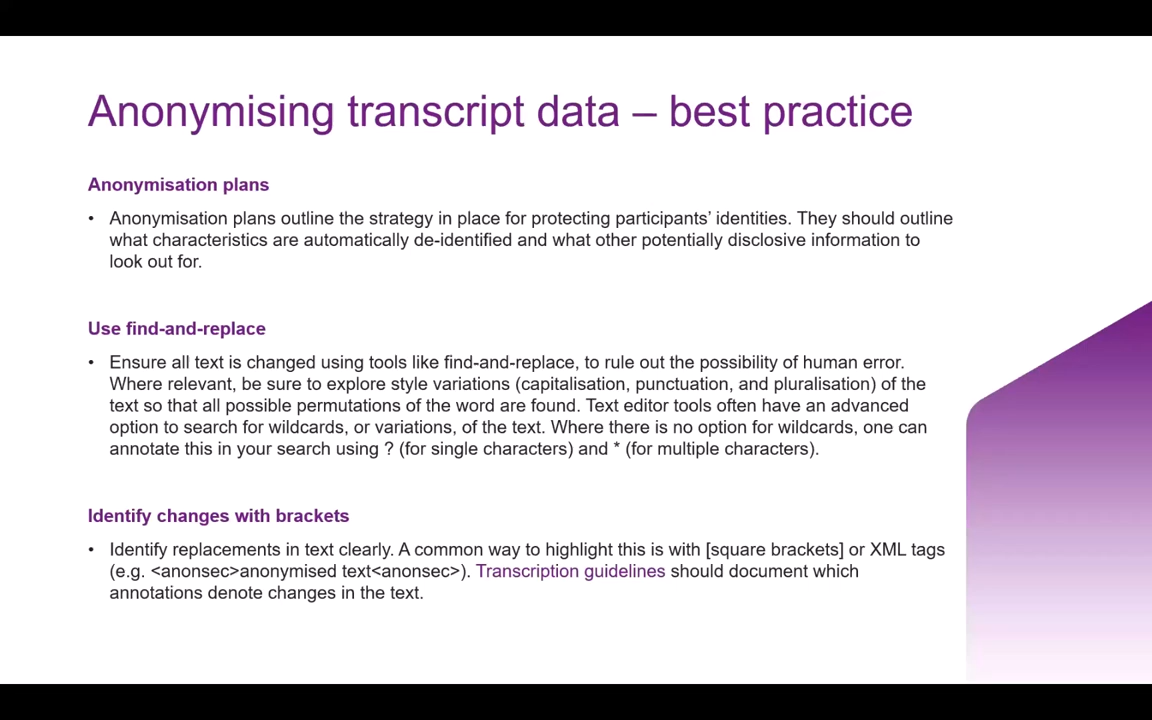 Anonymising transcript data – best practice
Anonymisation plans
• Anonymisation plans outline the strategy in place for protecting participants’ identities. They should outline
what characteristics are automatically de-identified and what other potentially disclosive information to
look out for.
Use find-and-replace
• Ensure all text is changed using tools like find-and-replace, to rule out the possibility of human error.
Where relevant, be sure to explore style variations (capitalisation, punctuation, and pluralisation) of the
text so that all possible permutations of the word are found. Text editor tools often have an advanced
option to search for wildcards, or variations, of the text. Where there is no option for wildcards, one can
annotate this in your search using ? (for single characters) and * (for multiple characters).
Identify changes with brackets
• Identify replacements in text clearly. A common way to highlight this is with [square brackets] or XML tags
(e.g. <anonsec>anonymised text<anonsec>). Transcription guidelines should document which
annotations denote changes in the text.